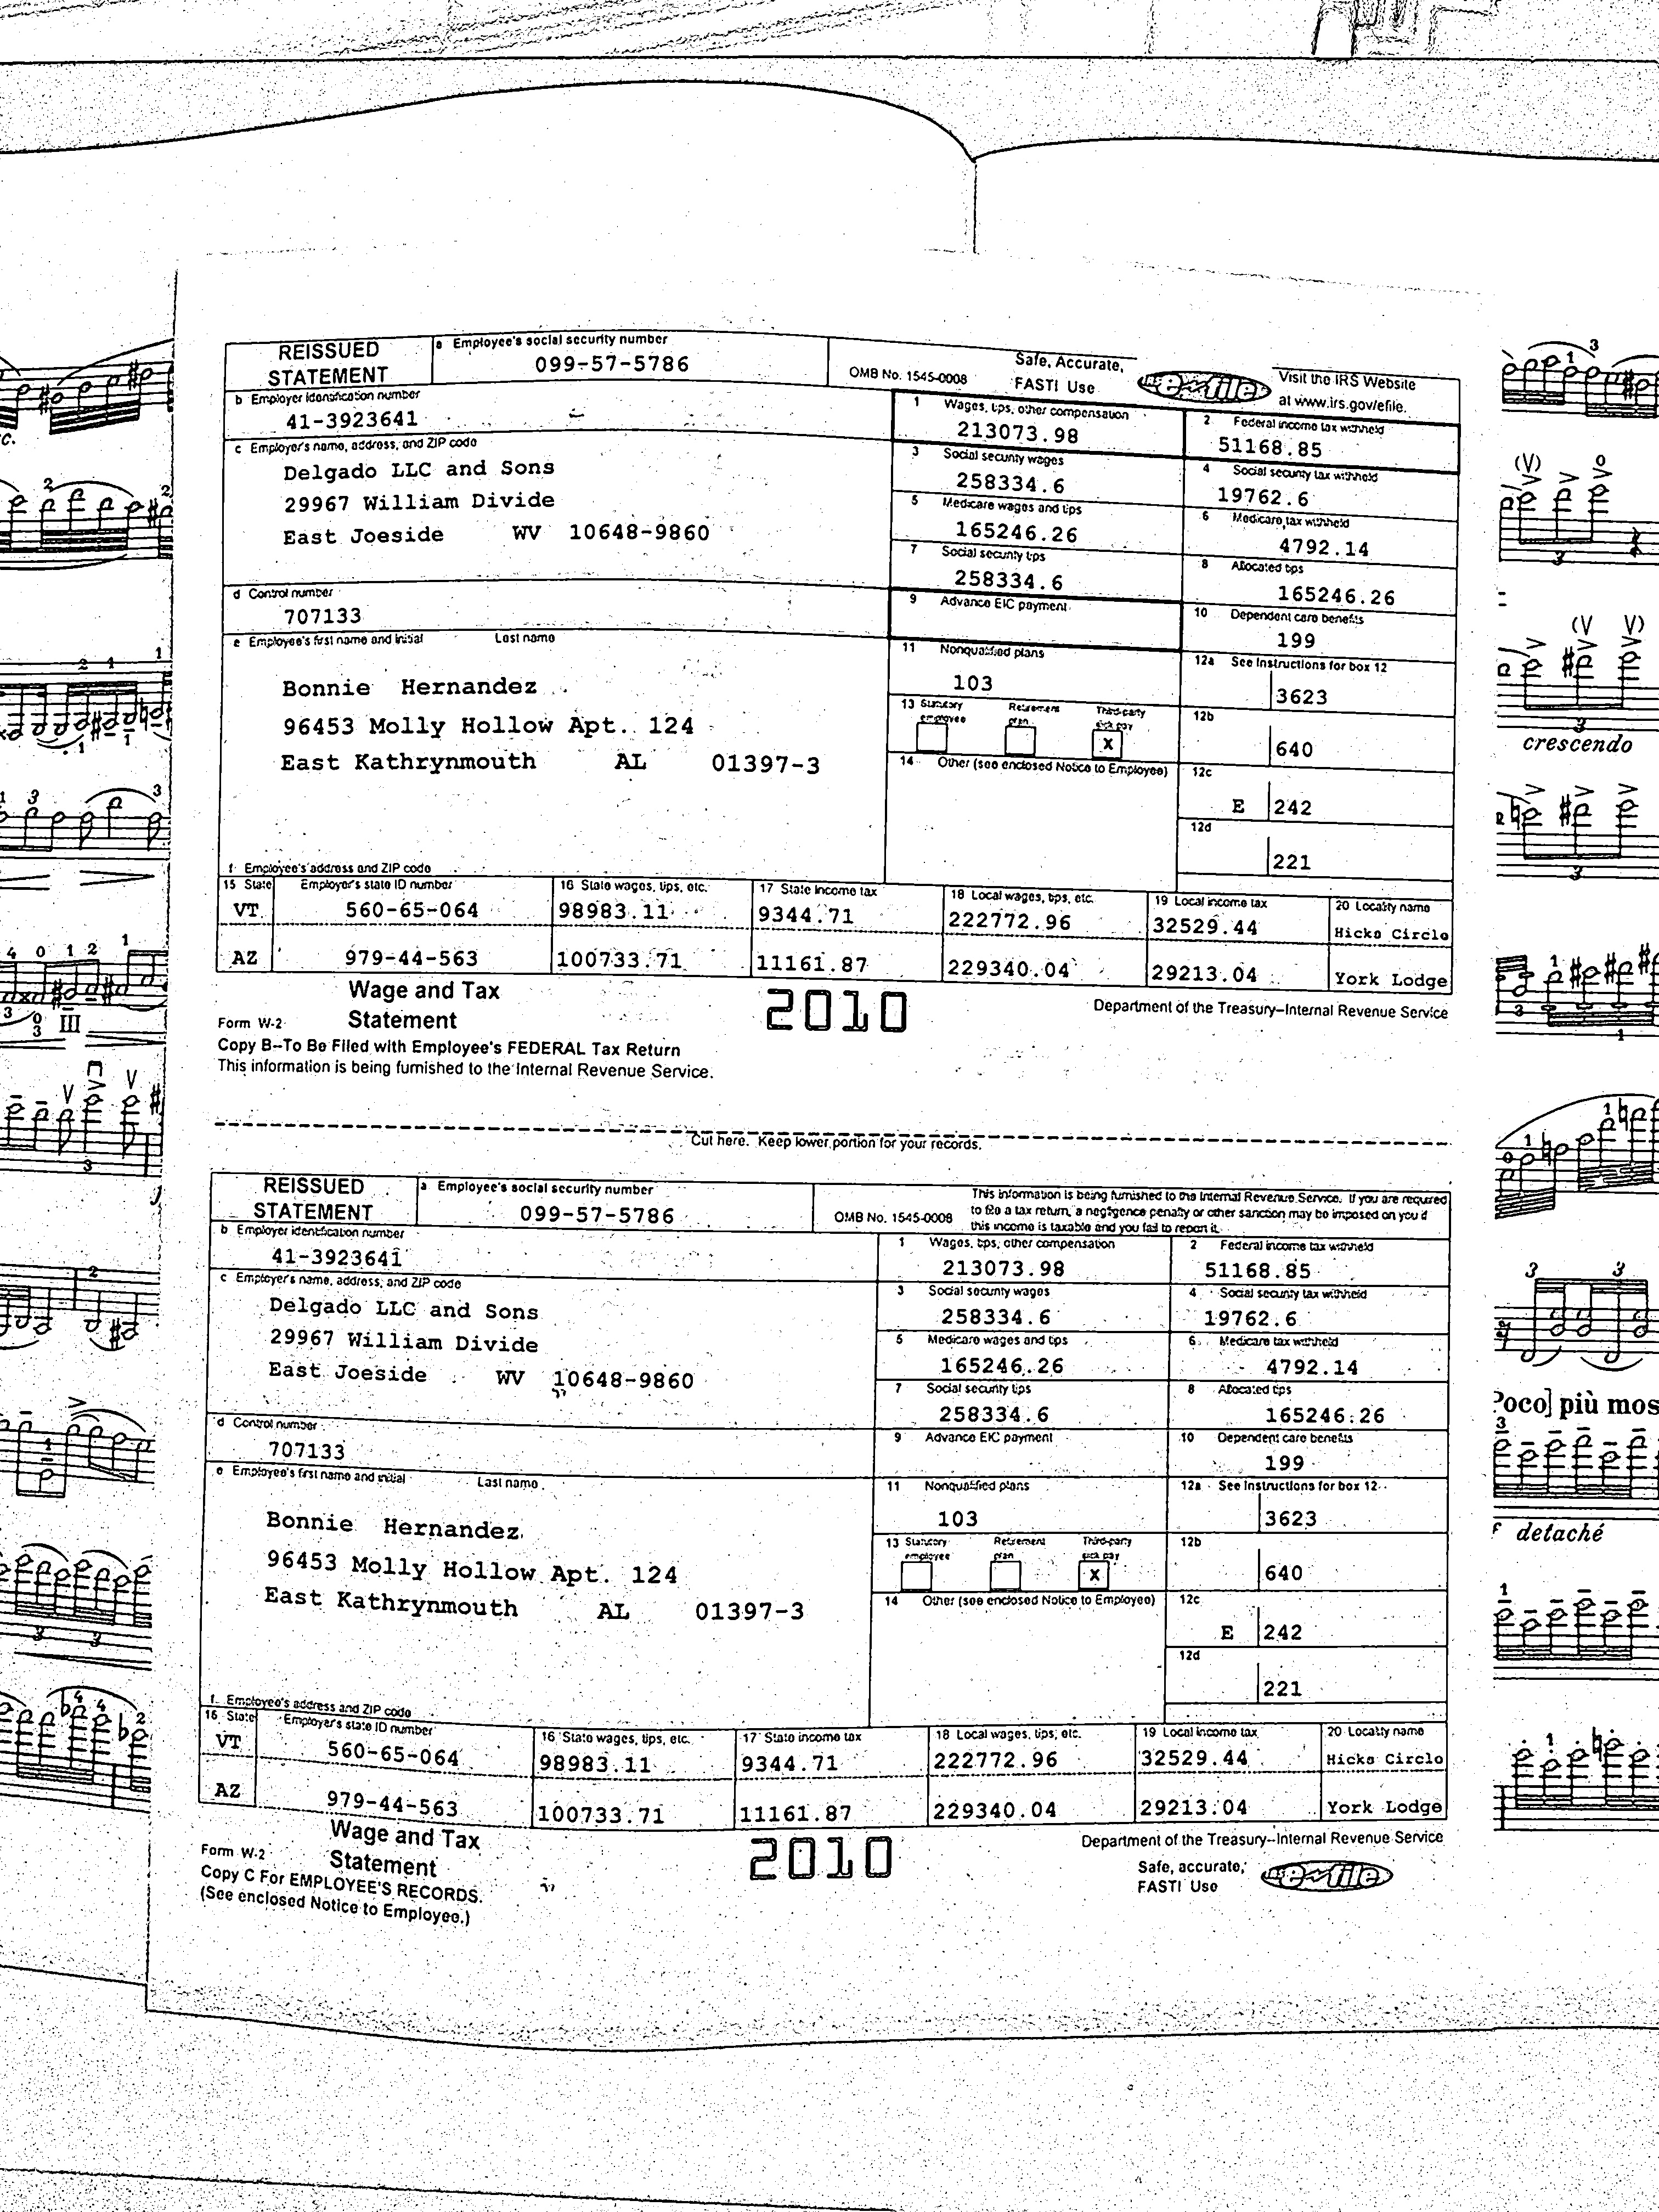 REISSUED STATEMENT
a Employee's social security number
099-57-5786
OMB No. 1545-0008
Safe, Accurate, FAST! Use
IRS e-file
Visit the IRS Website at www.irs.gov/efile.
b Employer identification number
41-3923641
1 Wages, tips, other compensation
213073.98
2 Federal income tax withheld
51168.85
c Employer's name, address, and ZIP code
Delgado LLC and Sons
29967 William Divide
East Joeside WV 10648-9860
3 Social security wages
258334.6
4 Social security tax withheld
19762.6
5 Medicare wages and tips
165246.26
6 Medicare tax withheld
4792.14
7 Social security tips
258334.6
8 Allocated tips
165246.26
d Control number
707133
9 Advance EIC payment
10 Dependent care benefits
199
e Employee's first name and initial Last name
Bonnie Hernandez
96453 Molly Hollow Apt. 124
East Kathrynmouth AL 01397-3
11 Nonqualified plans
103
12a See Instructions for box 12
3623
13 Statutory employee Retirement plan Third-party sick pay
X
12b
640
14 Other (see enclosed Notice to Employee)
12c
E 242
12d
221
f Employee's address and ZIP code
15 State Employer's state ID number 16 State wages, tips, etc. 17 State income tax 18 Local wages, tips, etc. 19 Local income tax 20 Locality name
VT 560-65-064 98983.11 9344.71 222772.96 32529.44 Hicks Circle
AZ 979-44-563 100733.71 11161.87 229340.04 29213.04 York Lodge
Form W-2 Wage and Tax Statement
2010
Department of the Treasury--Internal Revenue Service
Copy B--To Be Filed with Employee's FEDERAL Tax Return
This information is being furnished to the Internal Revenue Service.
Cut here. Keep lower portion for your records.
REISSUED STATEMENT
a Employee's social security number
099-57-5786
OMB No. 1545-0008
This information is being furnished to the Internal Revenue Service. If you are required
to file a tax return, a negligence penalty or other sanction may be imposed on you if
this income is taxable and you fail to report it.
b Employer identification number
41-3923641
1 Wages, tips, other compensation
213073.98
2 Federal income tax withheld
51168.85
c Employer's name, address, and ZIP code
Delgado LLC and Sons
29967 William Divide
East Joeside WV 10648-9860
3 Social security wages
258334.6
4 Social security tax withheld
19762.6
5 Medicare wages and tips
165246.26
6 Medicare tax withheld
4792.14
7 Social security tips
258334.6
8 Allocated tips
165246.26
d Control number
707133
9 Advance EIC payment
10 Dependent care benefits
199
e Employee's first name and initial Last name
Bonnie Hernandez
96453 Molly Hollow Apt. 124
East Kathrynmouth AL 01397-3
11 Nonqualified plans
103
12a See Instructions for box 12
3623
13 Statutory employee Retirement plan Third-party sick pay
X
12b
640
14 Other (see enclosed Notice to Employee)
12c
E 242
12d
221
f Employee's address and ZIP code
15 State Employer's state ID number 16 State wages, tips, etc. 17 State income tax 18 Local wages, tips, etc. 19 Local income tax 20 Locality name
VT 560-65-064 98983.11 9344.71 222772.96 32529.44 Hicks Circle
AZ 979-44-563 100733.71 11161.87 229340.04 29213.04 York Lodge
Form W-2 Wage and Tax Statement
2010
Department of the Treasury--Internal Revenue Service
Copy C For EMPLOYEE'S RECORDS.
(See enclosed Notice to Employee.)
Safe, accurate, FAST! Use
IRS e-file
crescendo
Poco] più mos
detaché
III